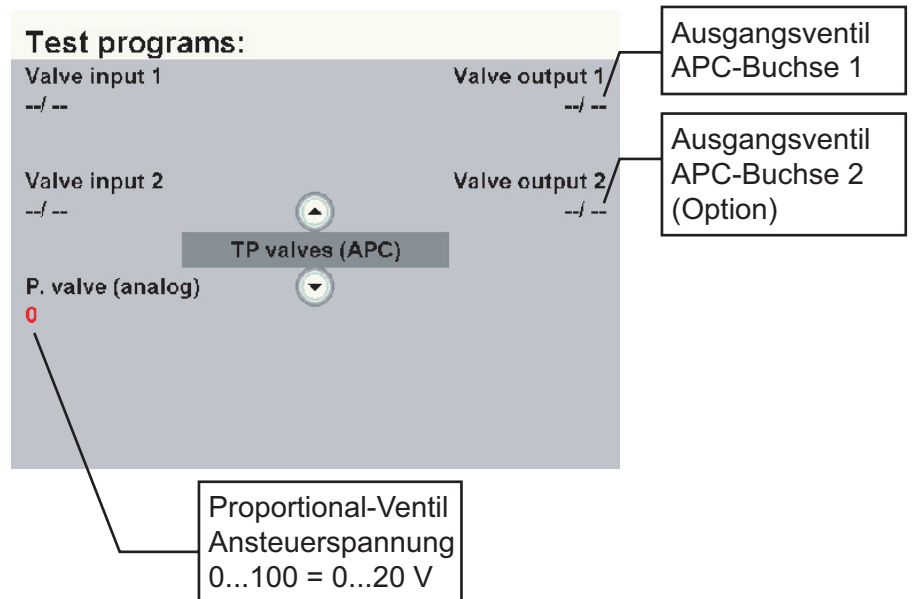 Test programs:
Valve input 1
--/ --
Valve output 1
--/ --
Ausgangsventil
APC-Buchse 1
Valve input 2
--/ --
Valve output 2
--/ --
Ausgangsventil
APC-Buchse 2
(Option)
TP valves (APC)
P. valve (analog)
0
Proportional-Ventil
Ansteuerspannung
0...100 = 0...20 V